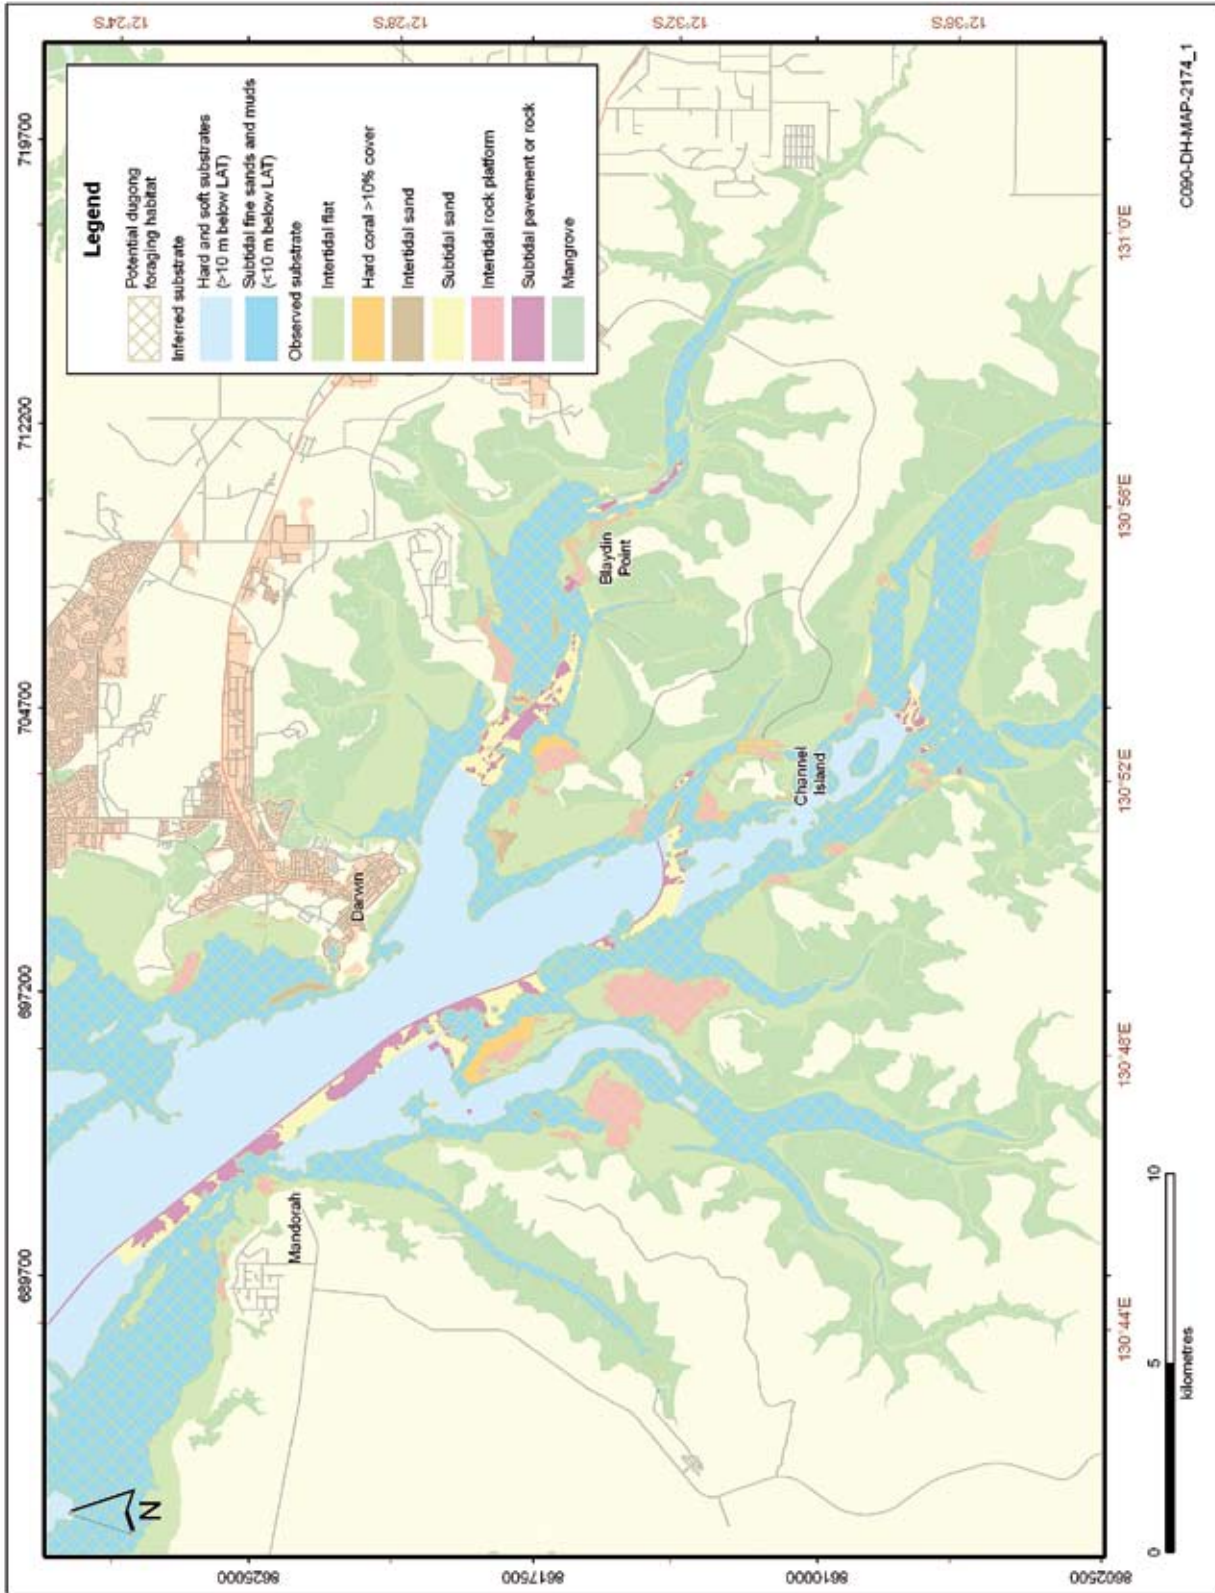 689700
697200
704700
712200
719700
8625000
8617500
8610000
8602500
12°24'S
12°28'S
12°32'S
12°36'S
N
Legend
Potential dugong
foraging habitat
Inferred substrate
Hard and soft substrates
(>10 m below LAT)
Subtidal fine sands and muds
(<10 m below LAT)
Observed substrate
Intertidal flat
Hard coral >10% cover
Intertidal sand
Subtidal sand
Intertidal rock platform
Subtidal pavement or rock
Mangrove
Mandorah
Darwin
Blaydin
Point
Channel
Island
130°44'E
130°48'E
130°52'E
130°56'E
131°0'E
0
5
10
kilometres
C090-DH-MAP-2174_1